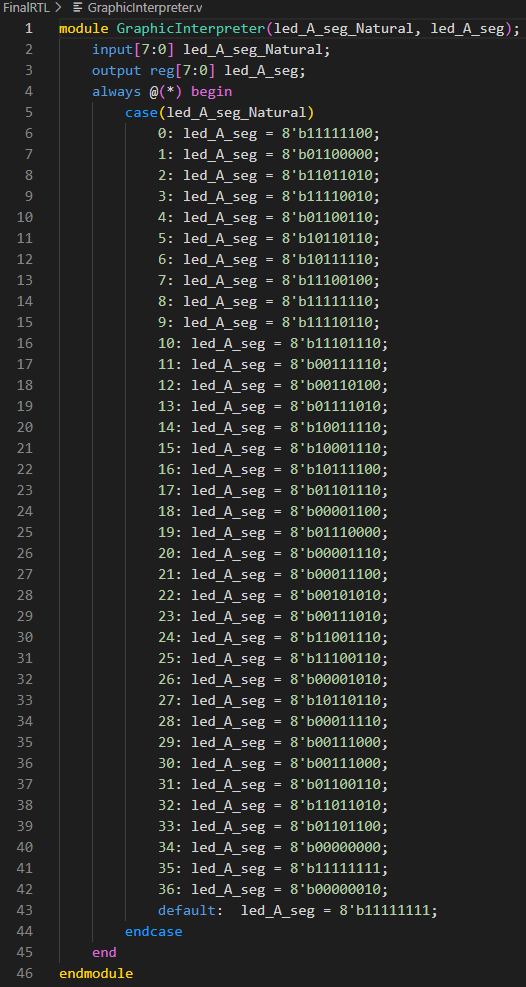 FinalRTL > GraphicInterpreter.v
1 module GraphicInterpreter(led_A_seg_Natural, led_A_seg);
2 input[7:0] led_A_seg_Natural;
3 output reg[7:0] led_A_seg;
4 always @(*) begin
5 case(led_A_seg_Natural)
6 0: led_A_seg = 8'b11111100;
7 1: led_A_seg = 8'b01100000;
8 2: led_A_seg = 8'b11011010;
9 3: led_A_seg = 8'b11110010;
10 4: led_A_seg = 8'b01100110;
11 5: led_A_seg = 8'b10110110;
12 6: led_A_seg = 8'b10111110;
13 7: led_A_seg = 8'b11100100;
14 8: led_A_seg = 8'b11111110;
15 9: led_A_seg = 8'b11110110;
16 10: led_A_seg = 8'b11101110;
17 11: led_A_seg = 8'b00111110;
18 12: led_A_seg = 8'b00110100;
19 13: led_A_seg = 8'b01111010;
20 14: led_A_seg = 8'b10011110;
21 15: led_A_seg = 8'b10001110;
22 16: led_A_seg = 8'b10111100;
23 17: led_A_seg = 8'b01101110;
24 18: led_A_seg = 8'b00001100;
25 19: led_A_seg = 8'b01110000;
26 20: led_A_seg = 8'b00001110;
27 21: led_A_seg = 8'b00011100;
28 22: led_A_seg = 8'b00101010;
29 23: led_A_seg = 8'b00111010;
30 24: led_A_seg = 8'b11001110;
31 25: led_A_seg = 8'b11100110;
32 26: led_A_seg = 8'b00001010;
33 27: led_A_seg = 8'b10110110;
34 28: led_A_seg = 8'b00011110;
35 29: led_A_seg = 8'b00111000;
36 30: led_A_seg = 8'b00111000;
37 31: led_A_seg = 8'b01100110;
38 32: led_A_seg = 8'b11011010;
39 33: led_A_seg = 8'b01101100;
40 34: led_A_seg = 8'b00000000;
41 35: led_A_seg = 8'b11111111;
42 36: led_A_seg = 8'b00000010;
43 default: led_A_seg = 8'b11111111;
44 endcase
45 end
46 endmodule